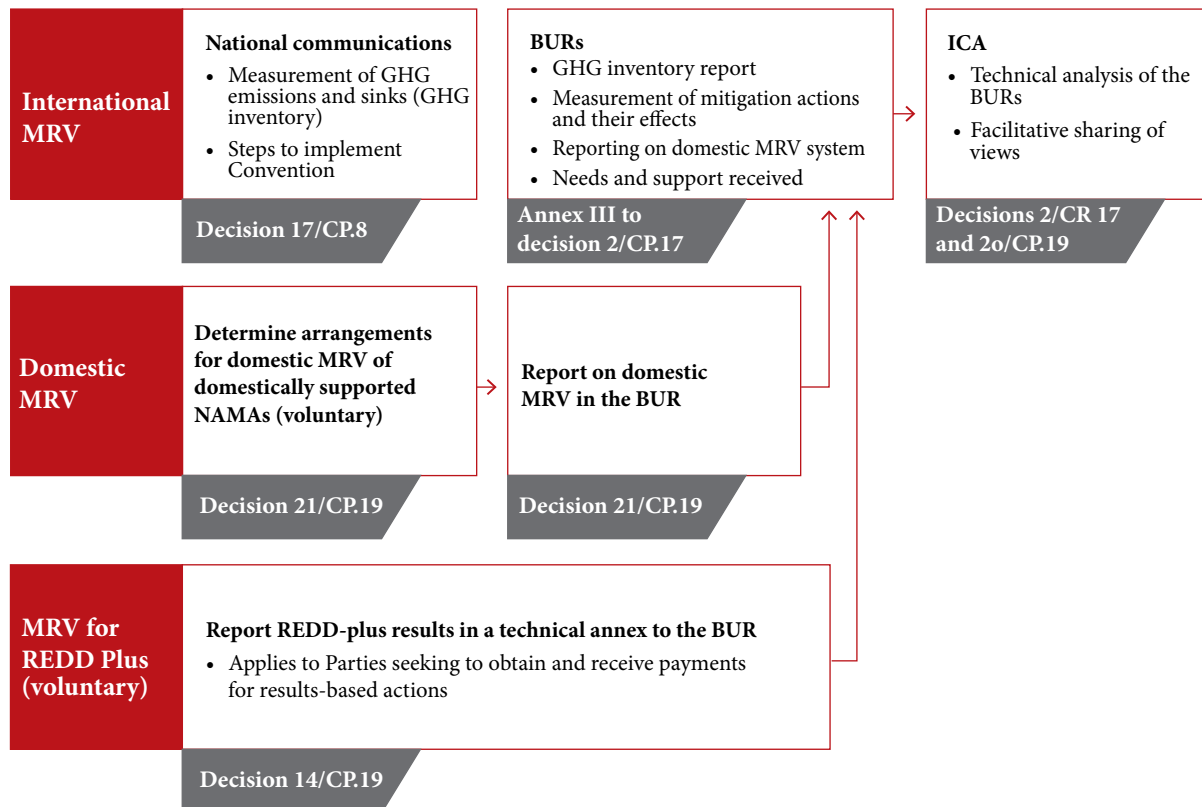 International
MRV
National communications
• Measurement of GHG
emissions and sinks (GHG
inventory)
• Steps to implement
Convention
Decision 17/CP.8
BURs
• GHG inventory report
• Measurement of mitigation actions
and their effects
• Reporting on domestic MRV system
• Needs and support received
Annex III to
decision 2/CP.17
ICA
• Technical analysis of the
BURs
• Facilitative sharing of
views
Decisions 2/CR 17
and 2o/CP.19
Domestic
MRV
Determine arrangements
for domestic MRV of
domestically supported
NAMAs (voluntary)
Decision 21/CP.19
Report on domestic
MRV in the BUR
Decision 21/CP.19
MRV for
REDD Plus
(voluntary)
Report REDD-plus results in a technical annex to the BUR
• Applies to Parties seeking to obtain and receive payments
for results-based actions
Decision 14/CP.19